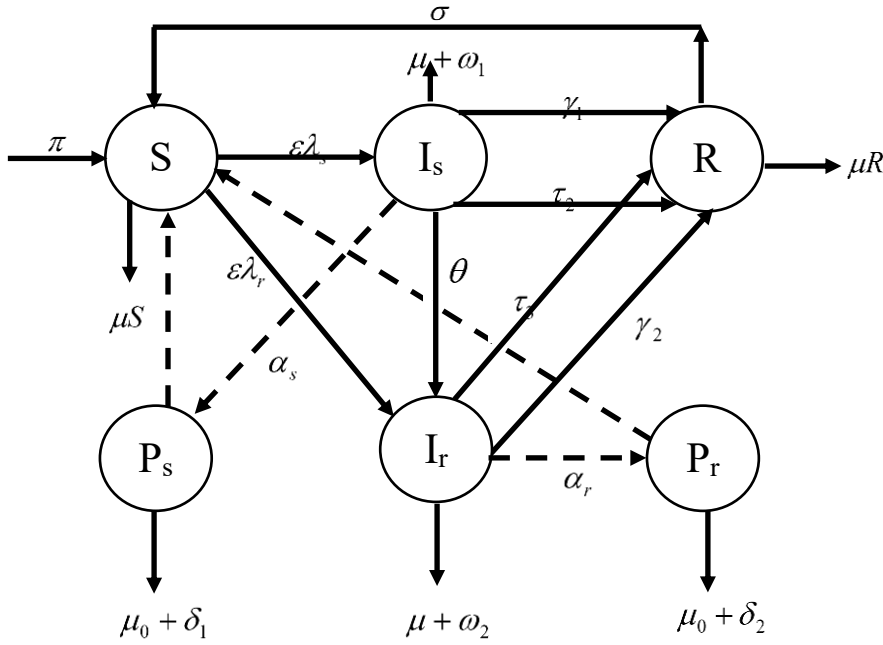 σ
μ + ω₁
π
S
ελₛ
Iₛ
γ₁
R
μR
τ₂
ελᵣ
θ
μS
αₛ
γ₂
Pₛ
Iᵣ
αᵣ
Pᵣ
μ₀ + δ₁
μ + ω₂
μ₀ + δ₂